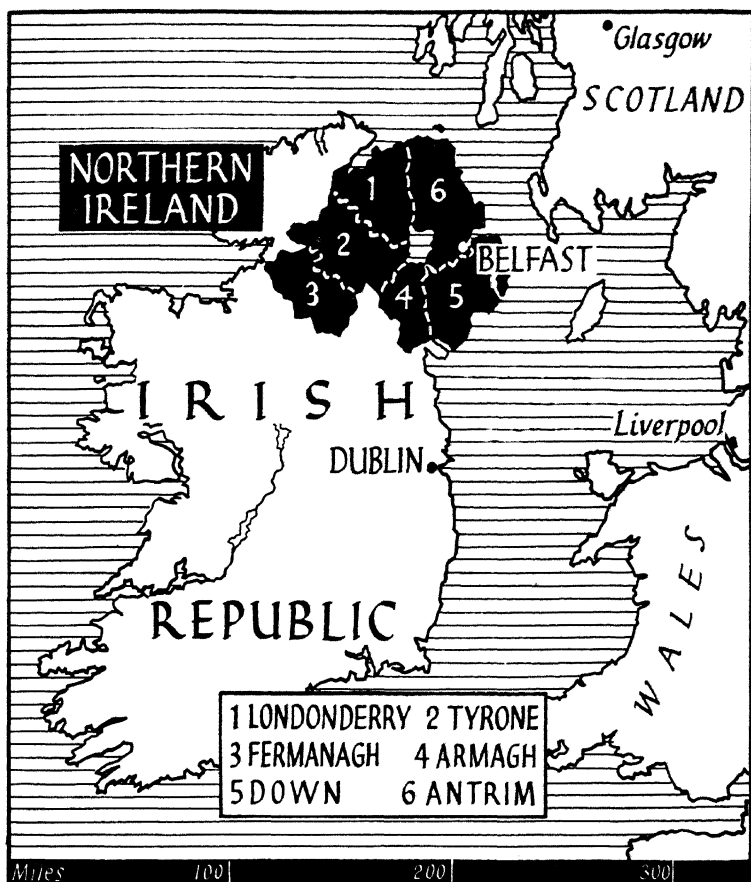 Glasgow
SCOTLAND
NORTHERN
IRELAND
1
6
2
BELFAST
3
4
5
IRISH
Liverpool
DUBLIN
WALES
REPUBLIC
1 LONDONDERRY 2 TYRONE
3 FERMANAGH 4 ARMAGH
5 DOWN 6 ANTRIM
Miles 100 200 300